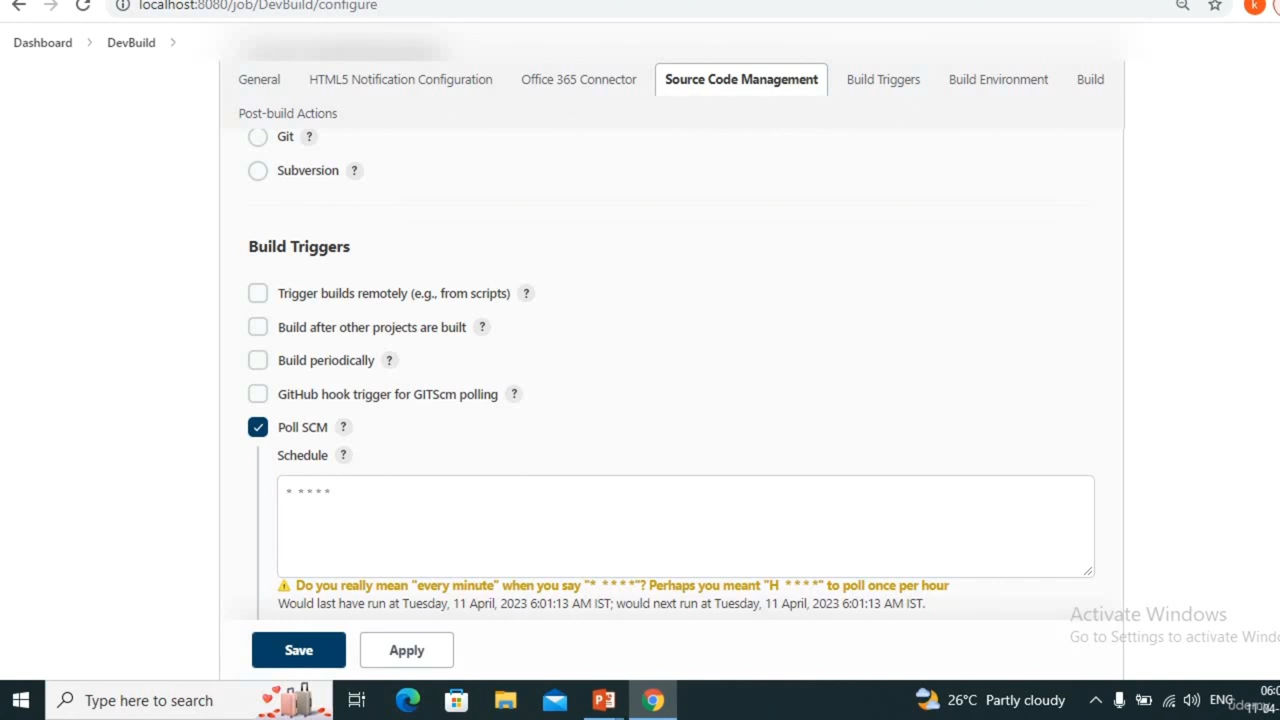 localhost:8080/job/DevBuild/configure
k
Dashboard
DevBuild
General HTML5 Notification Configuration Office 365 Connector Source Code Management Build Triggers Build Environment Build
Post-build Actions
Git ?
Subversion ?
Build Triggers
Trigger builds remotely (e.g., from scripts) ?
Build after other projects are built ?
Build periodically ?
GitHub hook trigger for GITScm polling ?
Poll SCM ?
Schedule ?
* * * * *
Do you really mean "every minute" when you say "* * * * *"? Perhaps you meant "H * * * *" to poll once per hour
Would last have run at Tuesday, 11 April, 2023 6:01:13 AM IST; would next run at Tuesday, 11 April, 2023 6:01:13 AM IST.
Activate Windows
Go to Settings to activate Windo
Save Apply
Type here to search
26°C Partly cloudy
ENG